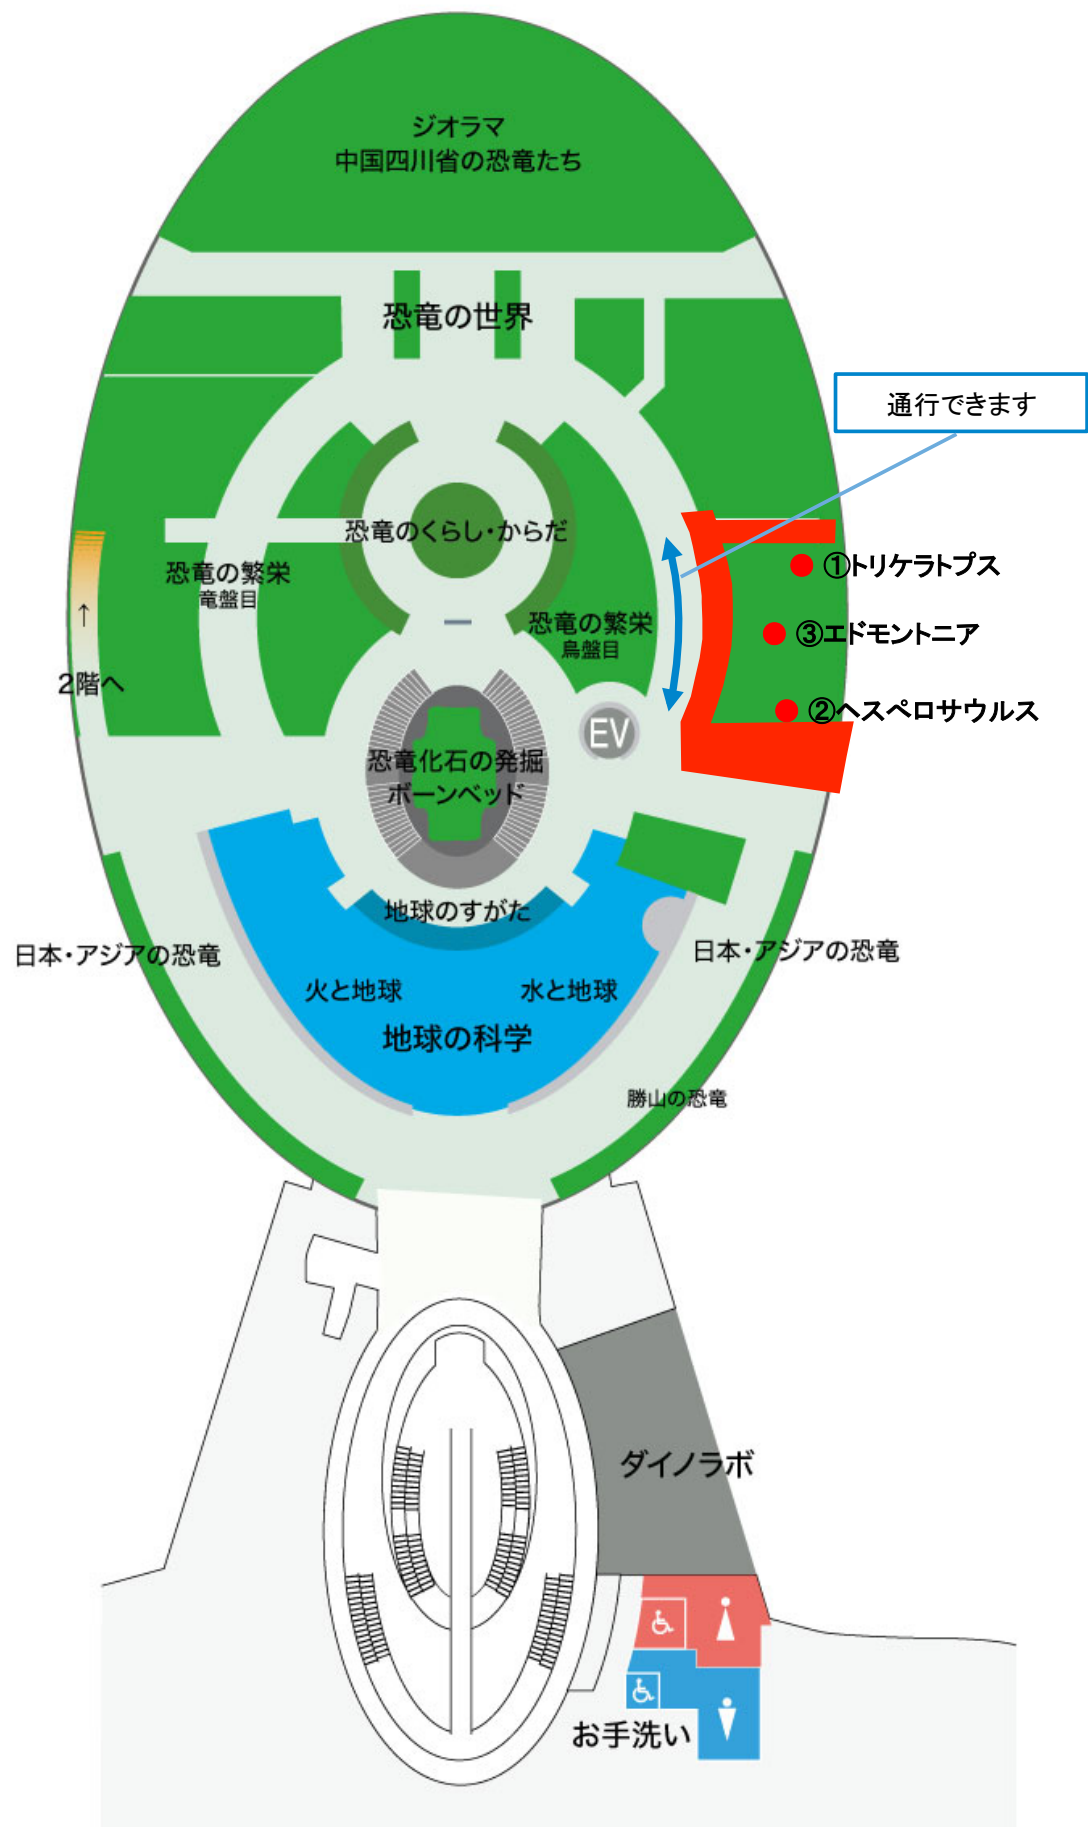 ジオラマ
中国四川省の恐竜たち
恐竜の世界
通行できます
恐竜のくらし・からだ
①トリケラトプス
恐竜の繁栄
竜盤目
恐竜の繁栄
鳥盤目
③エドモントニア
↑
2階へ
②ヘスペロサウルス
EV
恐竜化石の発掘
ボーンベッド
地球のすがた
日本・アジアの恐竜
日本・アジアの恐竜
火と地球
水と地球
地球の科学
勝山の恐竜
ダイノラボ
お手洗い